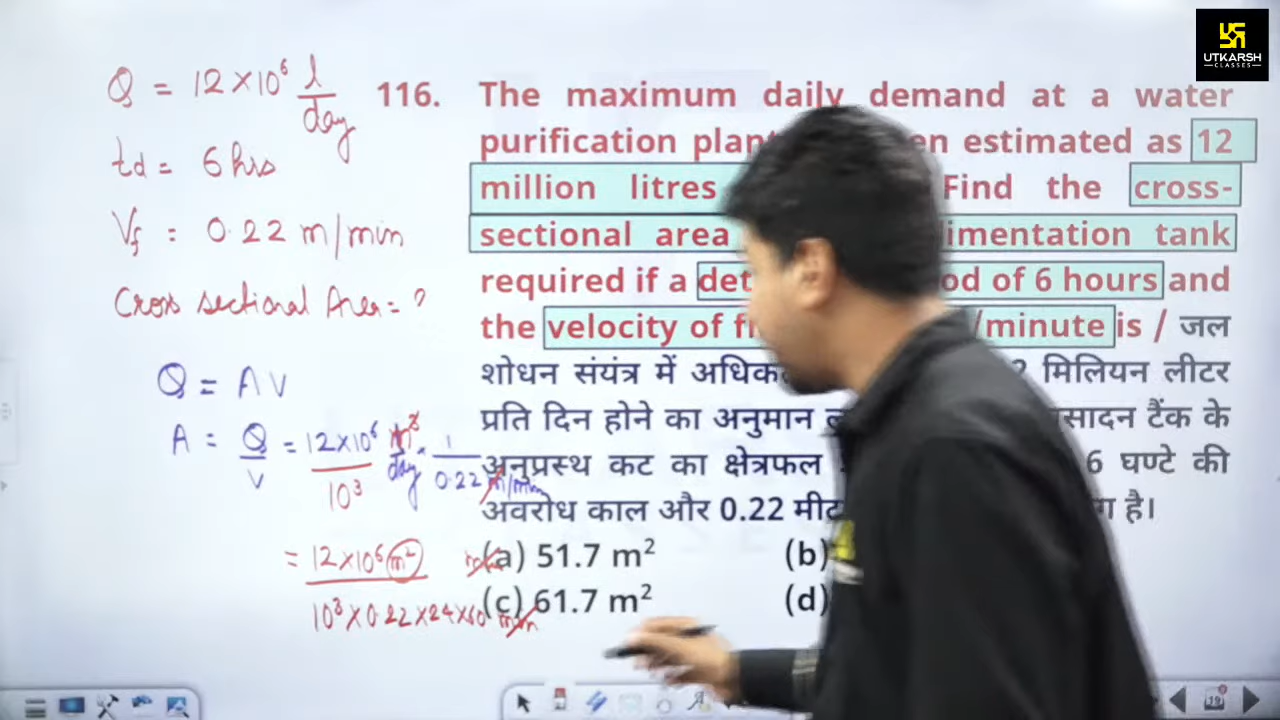 UTKARSH
CLASSES
Q = 12×10⁶ l/day
td = 6 hrs
Vf = 0.22 m/min
Cross sectional Area = ?
Q = AV
A = Q/V = 12×10⁶/10³ m³/day × 1/0.22 m/min
= 12×10⁶ m² min
10³×0.22×24×60 min
116. The maximum daily demand at a water
purification plan en estimated as 12
million litres Find the cross-
sectional area imentation tank
required if a det od of 6 hours and
the velocity of f /minute is / जल
शोधन संयंत्र में अधिक मिलियन लीटर
प्रति दिन होने का अनुमान सादन टैंक के
अनुप्रस्थ कट का क्षेत्रफल 6 घण्टे की
अवरोध काल और 0.22 मीट ग है।
(a) 51.7 m² (b)
(c) 61.7 m² (d)
19